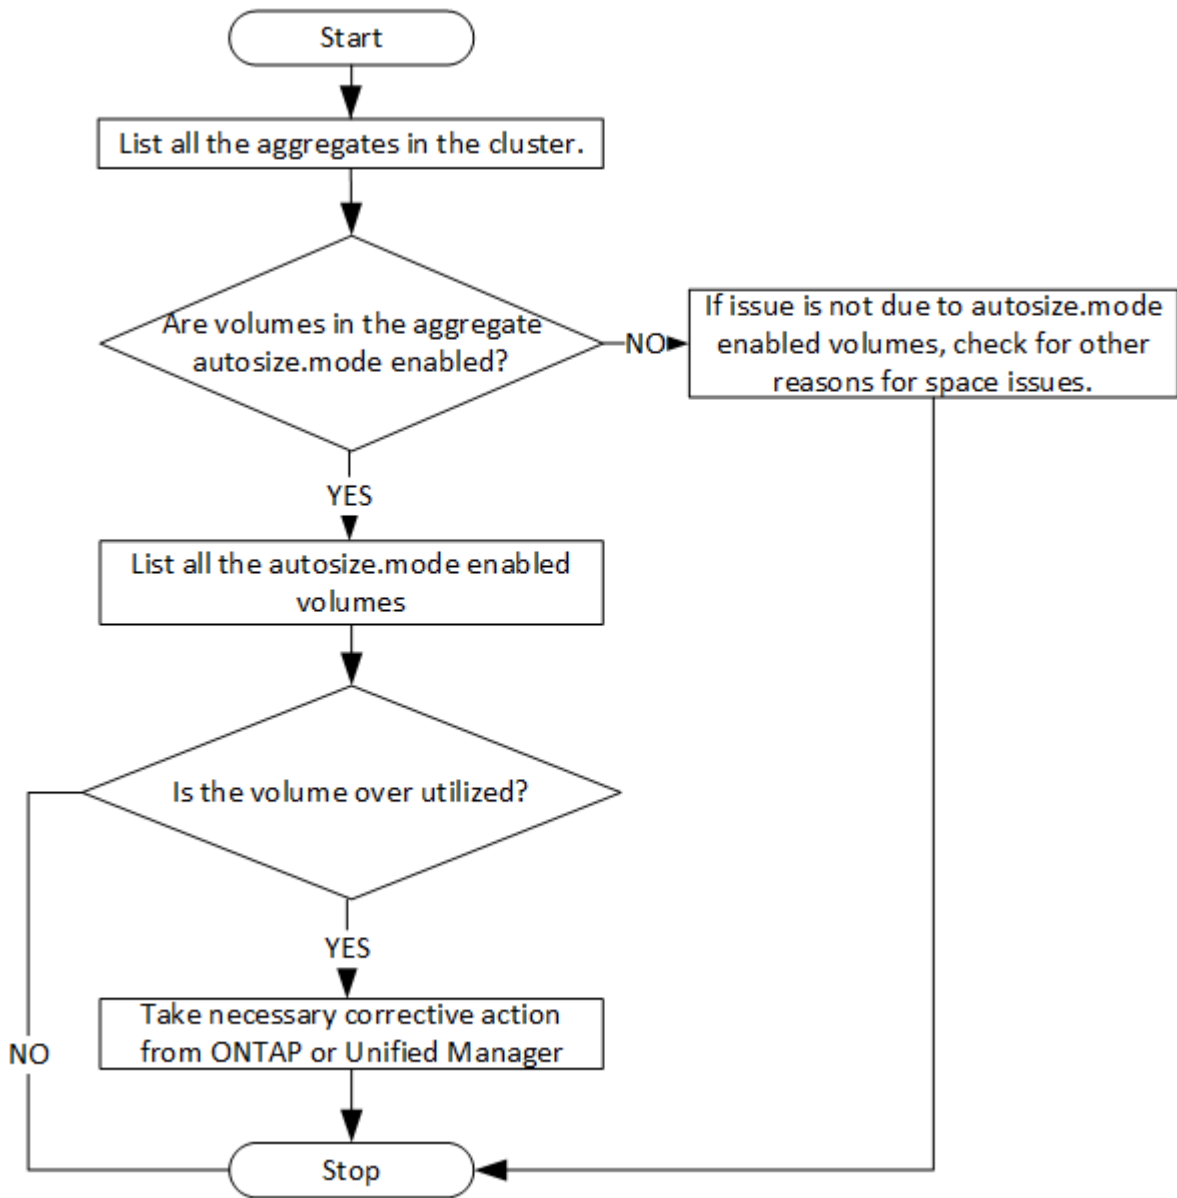 Start
List all the aggregates in the cluster.
Are volumes in the aggregate
autosize.mode enabled?
NO
If issue is not due to autosize.mode
enabled volumes, check for other
reasons for space issues.
YES
List all the autosize.mode enabled
volumes
Is the volume over utilized?
YES
Take necessary corrective action
from ONTAP or Unified Manager
NO
Stop